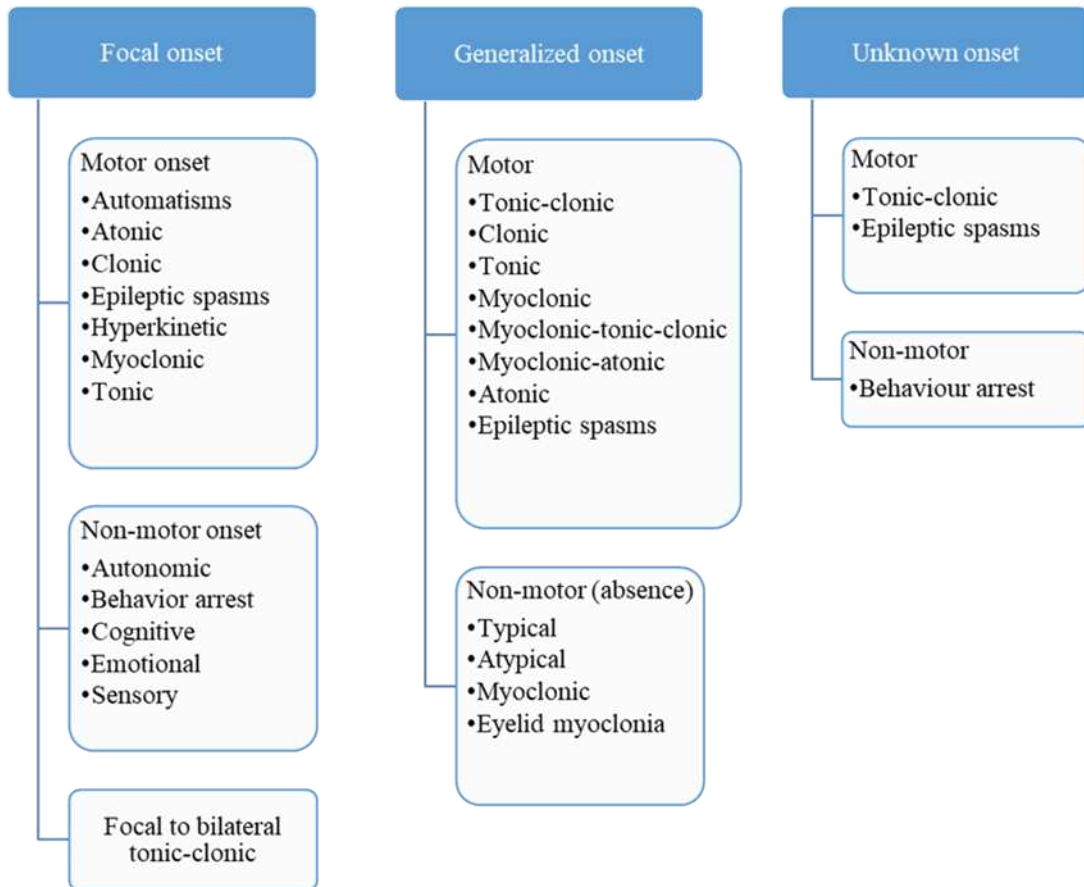 Focal onset
Motor onset
•Automatisms
•Atonic
•Clonic
•Epileptic spasms
•Hyperkinetic
•Myoclonic
•Tonic
Non-motor onset
•Autonomic
•Behavior arrest
•Cognitive
•Emotional
•Sensory
Focal to bilateral
tonic-clonic
Generalized onset
Motor
•Tonic-clonic
•Clonic
•Tonic
•Myoclonic
•Myoclonic-tonic-clonic
•Myoclonic-atonic
•Atonic
•Epileptic spasms
Non-motor (absence)
•Typical
•Atypical
•Myoclonic
•Eyelid myoclonia
Unknown onset
Motor
•Tonic-clonic
•Epileptic spasms
Non-motor
•Behaviour arrest